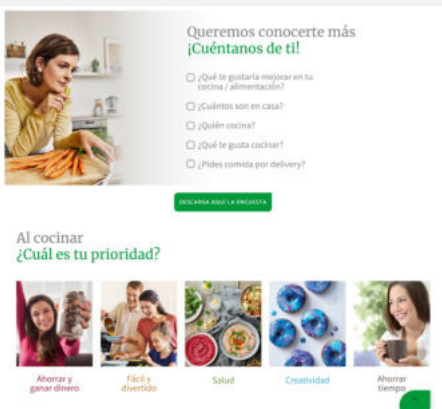 Queremos conocerte más
¡Cuéntanos de ti!
¿Qué te gustaría mejorar en tu
cocina / alimentación?
¿Cuántos son en casa?
¿Quién cocina?
¿Qué te gusta cocinar?
¿Pides comida por delivery?
DESCARGA AQUÍ LA ENCUESTA
Al cocinar
¿Cuál es tu prioridad?
Ahorrar y
ganar dinero
Fácil y
divertido
Salud
Creatividad
Ahorrar
tiempo